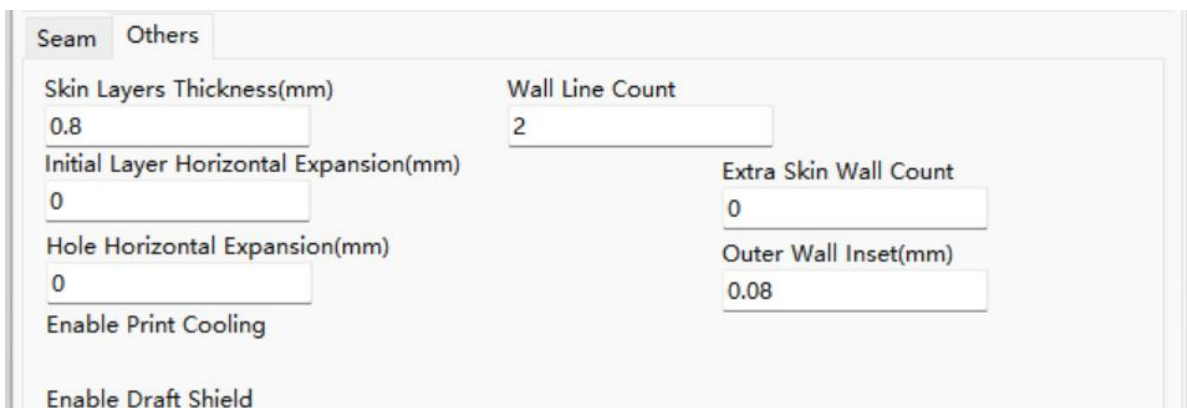 Seam Others
Skin Layers Thickness(mm) Wall Line Count
0.8 2
Initial Layer Horizontal Expansion(mm) Extra Skin Wall Count
0 0
Hole Horizontal Expansion(mm) Outer Wall Inset(mm)
0 0.08
Enable Print Cooling
Enable Draft Shield